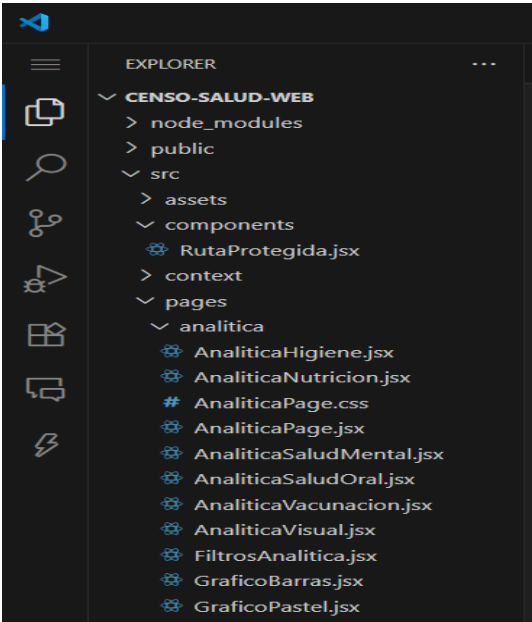 EXPLORER
CENSO-SALUD-WEB
node_modules
public
src
assets
components
RutaProtegida.jsx
context
pages
analitica
AnaliticaHigiene.jsx
AnaliticaNutricion.jsx
# AnaliticaPage.css
AnaliticaPage.jsx
AnaliticaSaludMental.jsx
AnaliticaSaludOral.jsx
AnaliticaVacunacion.jsx
AnaliticaVisual.jsx
FiltrosAnalitica.jsx
GraficoBarras.jsx
GraficoPastel.jsx